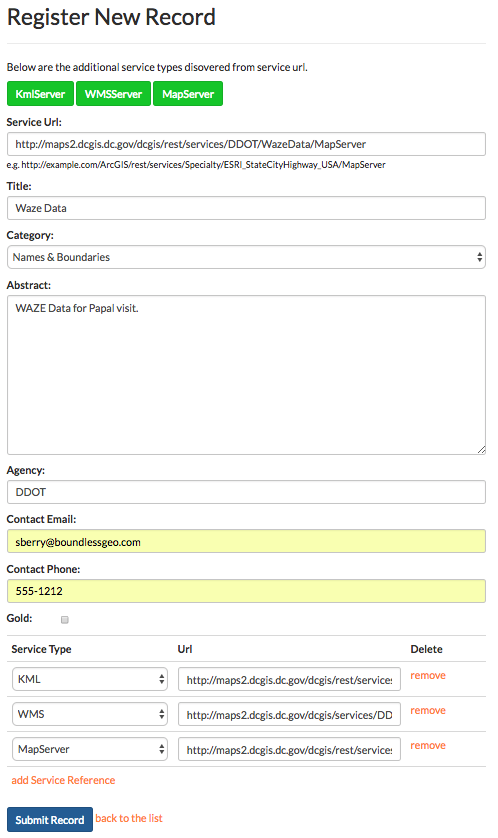 Register New Record
Below are the additional service types disovered from service url.
KmlServer WMSServer MapServer
Service Url:
http://maps2.dcgis.dc.gov/dcgis/rest/services/DDOT/WazeData/MapServer
e.g. http://example.com/ArcGIS/rest/services/Specialty/ESRI_StateCityHighway_USA/MapServer
Title:
Waze Data
Category:
Names & Boundaries
Abstract:
WAZE Data for Papal visit.
Agency:
DDOT
Contact Email:
sberry@boundlessgeo.com
Contact Phone:
555-1212
Gold:
Service Type Url Delete
KML http://maps2.dcgis.dc.gov/dcgis/rest/services remove
WMS http://maps2.dcgis.dc.gov/dcgis/services/DD remove
MapServer http://maps2.dcgis.dc.gov/dcgis/rest/services remove
add Service Reference
Submit Record back to the list